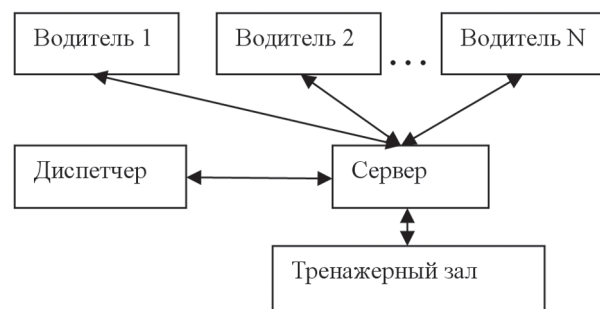 Водитель 1
Водитель 2
...
Водитель N
Диспетчер
Сервер
Тренажерный зал